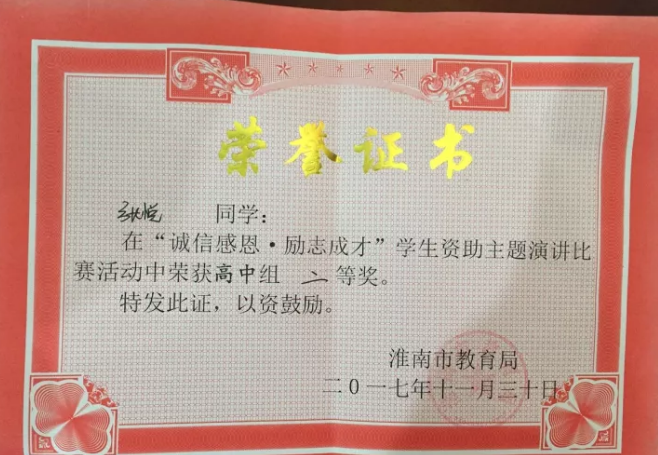 荣誉证书
张悦 同学:
在“诚信感恩·励志成才”学生资助主题演讲比
赛活动中荣获高中组 二等奖。
特发此证，以资鼓励。
淮南市教育局
二0一七年十一月三十日